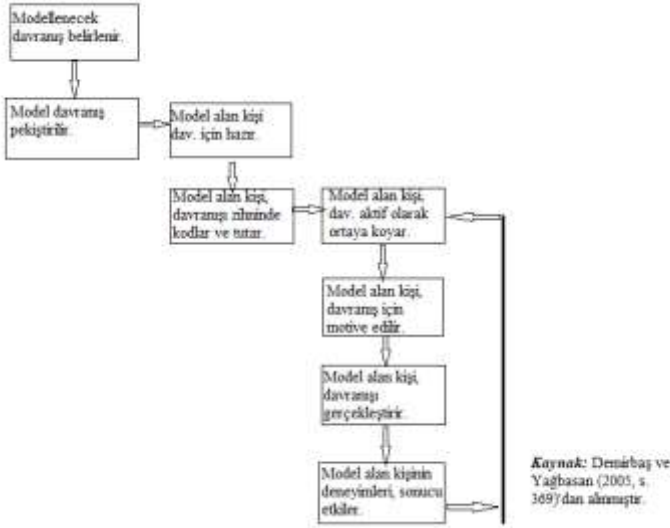 Modellenecek
davranış belirlenir.
Model davranış
pekiştirilir.
Model alan kişi
dav. için hazır.
Model alan kişi,
davranışı zihninde
kodlar ve tutar.
Model alan kişi,
dav. aktif olarak
ortaya koyar.
Model alan kişi,
davranış için
motive edilir.
Model alan kişi,
davranışı
gerçekleştirir.
Model alan kişinin
deneyimleri, sonucu
etkiler.
Kaynak: Demirbaş ve
Yağbasan (2005, s.
369)'dan alınmıştır.